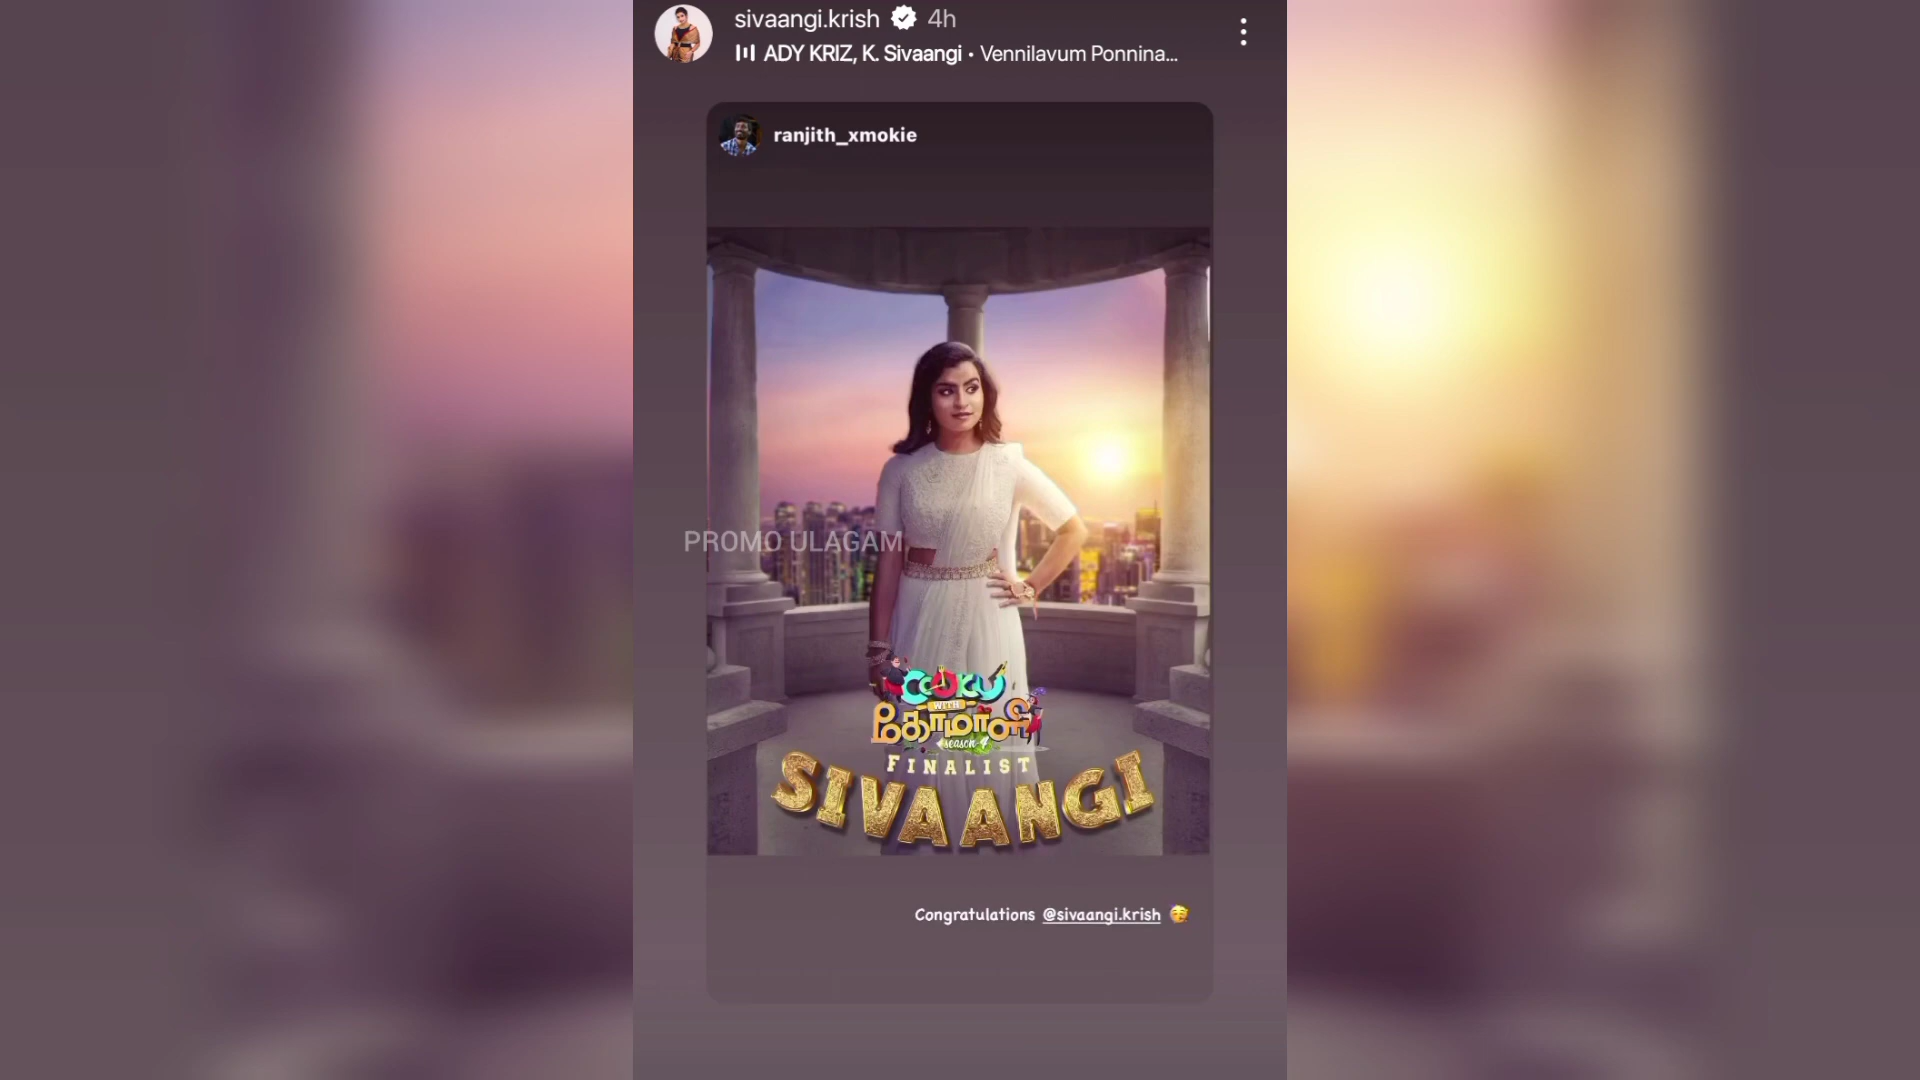 sivaangi.krish 4h
ADY KRIZ, K. Sivaangi • Vennilavum Ponnina...
ranjith_xmokie
PROMO ULAGAM
COOKU
WITH
கோமாளி
season 4
FINALIST
SIVAANGI
Congratulations @sivaangi.krish